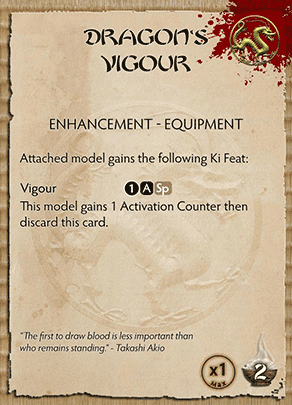 DRAGON'S
VIGOUR
ENHANCEMENT - EQUIPMENT
Attached model gains the following Ki Feat:
Vigour 1 A Sp
This model gains 1 Activation Counter then
discard this card.
"The first to draw blood is less important than
who remains standing." - Takashi Akio
x1
Max
2